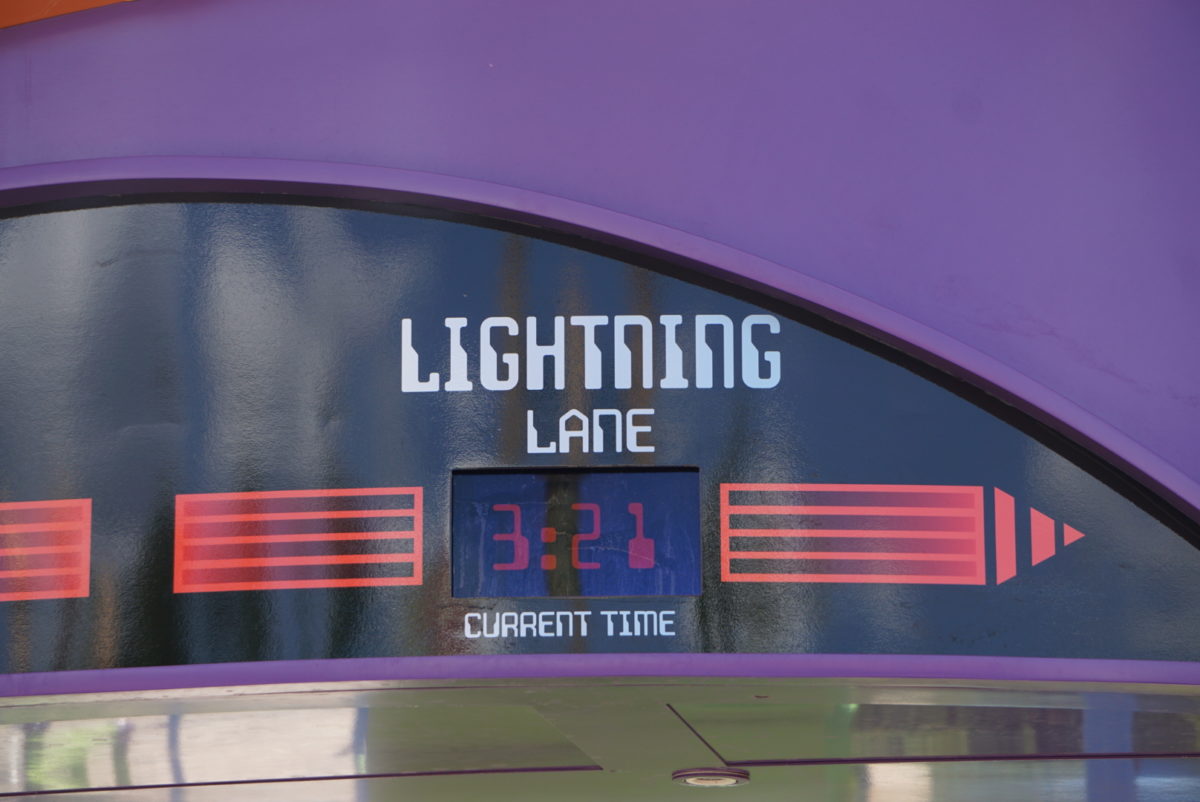 LIGHTNING
LANE
3:21
CURRENT TIME